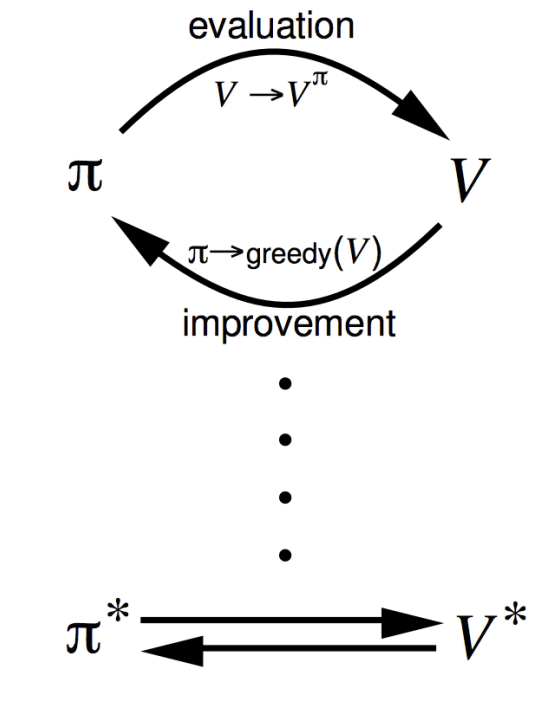 evaluation
V → V^π
π V
π → greedy(V)
improvement
π* V*